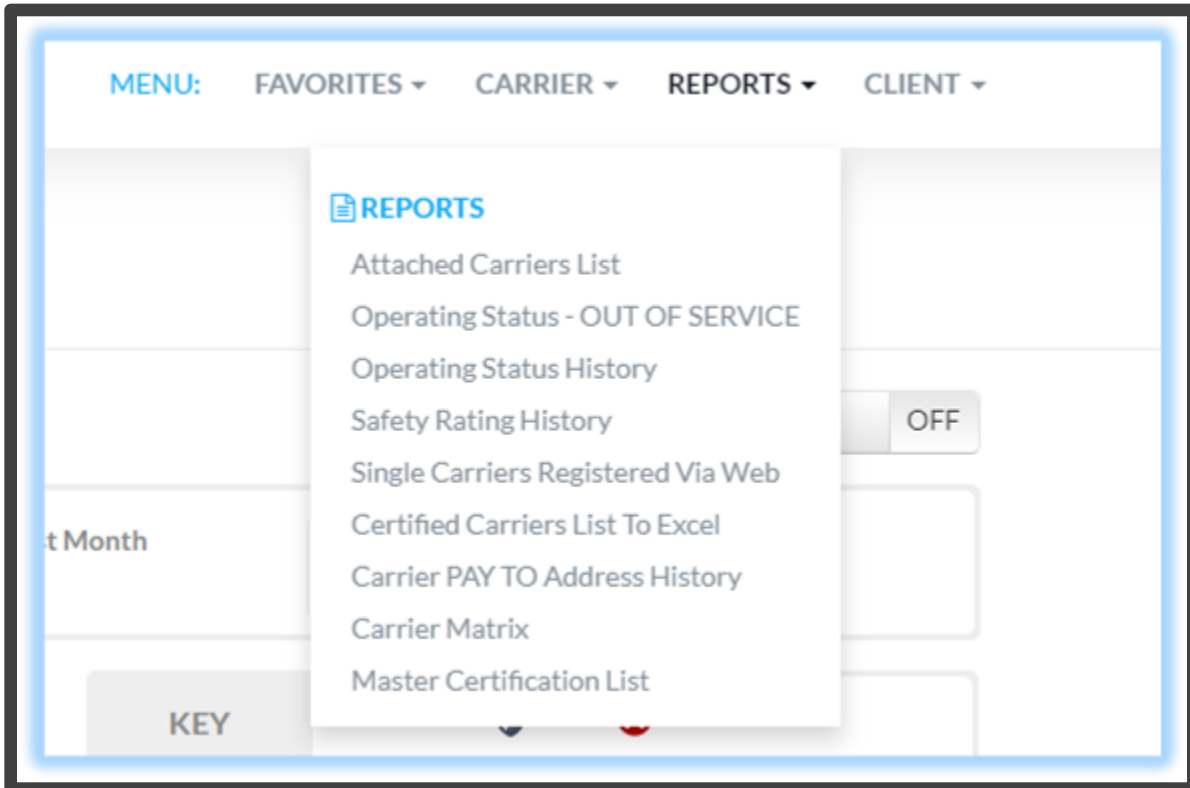 MENU: FAVORITES CARRIER REPORTS CLIENT
REPORTS
Attached Carriers List
Operating Status - OUT OF SERVICE
Operating Status History
Safety Rating History
OFF
Single Carriers Registered Via Web
Certified Carriers List To Excel
t Month
Carrier PAY TO Address History
Carrier Matrix
Master Certification List
KEY